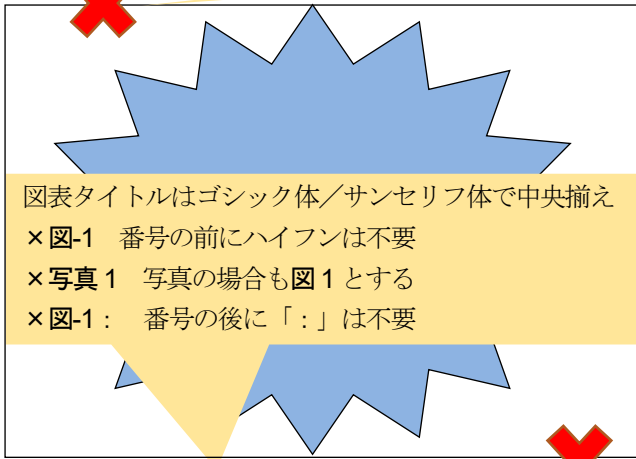 図表タイトルはゴシック体／サンセリフ体で中央揃え
×図-1　番号の前にハイフンは不要
×写真1　写真の場合も図1とする
×図-1：　番号の後に「：」は不要